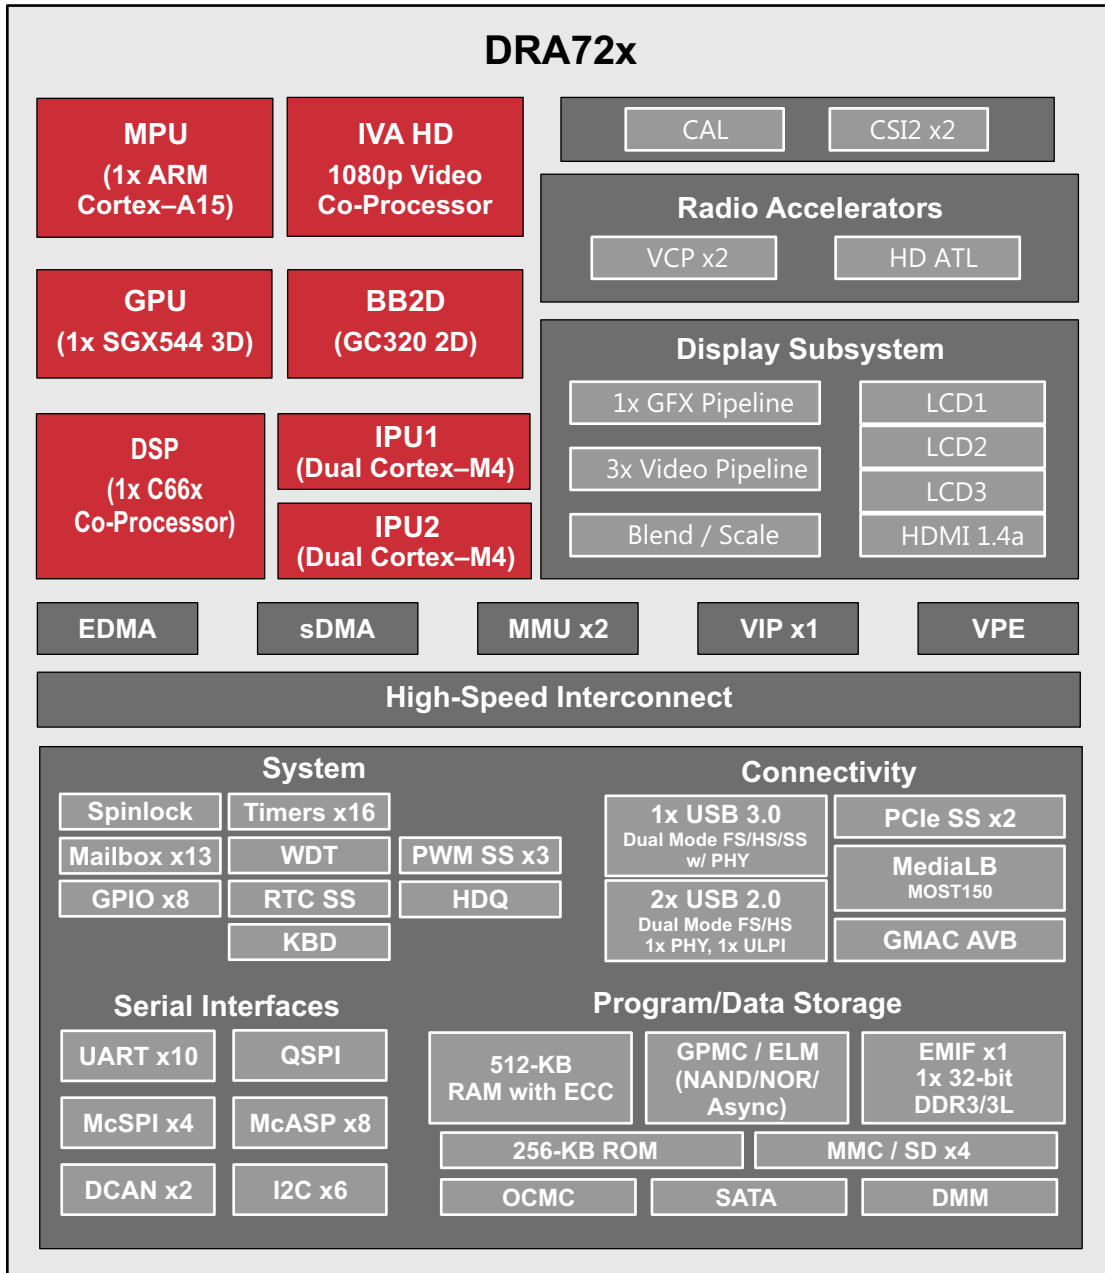 DRA72x
MPU
(1x ARM
Cortex–A15)
IVA HD
1080p Video
Co-Processor
CAL
CSI2 x2
Radio Accelerators
VCP x2
HD ATL
GPU
(1x SGX544 3D)
BB2D
(GC320 2D)
Display Subsystem
1x GFX Pipeline
3x Video Pipeline
Blend / Scale
LCD1
LCD2
LCD3
HDMI 1.4a
DSP
(1x C66x
Co-Processor)
IPU1
(Dual Cortex–M4)
IPU2
(Dual Cortex–M4)
EDMA
sDMA
MMU x2
VIP x1
VPE
High-Speed Interconnect
System
Spinlock
Timers x16
Mailbox x13
WDT
PWM SS x3
GPIO x8
RTC SS
HDQ
KBD
Connectivity
1x USB 3.0
Dual Mode FS/HS/SS
w/ PHY
2x USB 2.0
Dual Mode FS/HS
1x PHY, 1x ULPI
PCIe SS x2
MediaLB
MOST150
GMAC AVB
Serial Interfaces
UART x10
QSPI
McSPI x4
McASP x8
DCAN x2
I2C x6
Program/Data Storage
512-KB
RAM with ECC
GPMC / ELM
(NAND/NOR/
Async)
EMIF x1
1x 32-bit
DDR3/3L
256-KB ROM
MMC / SD x4
OCMC
SATA
DMM